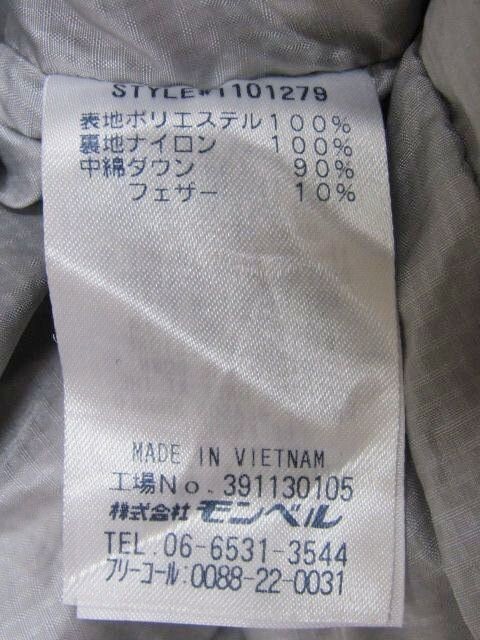 STYLE#1101279
表地ポリエステル100%
裏地ナイロン 100%
中綿ダウン 90%
フェザー 10%
MADE IN VIETNAM
工場No. 391130105
株式会社 モンベル
TEL:06-6531-3544
フリーコール:0088-22-0031